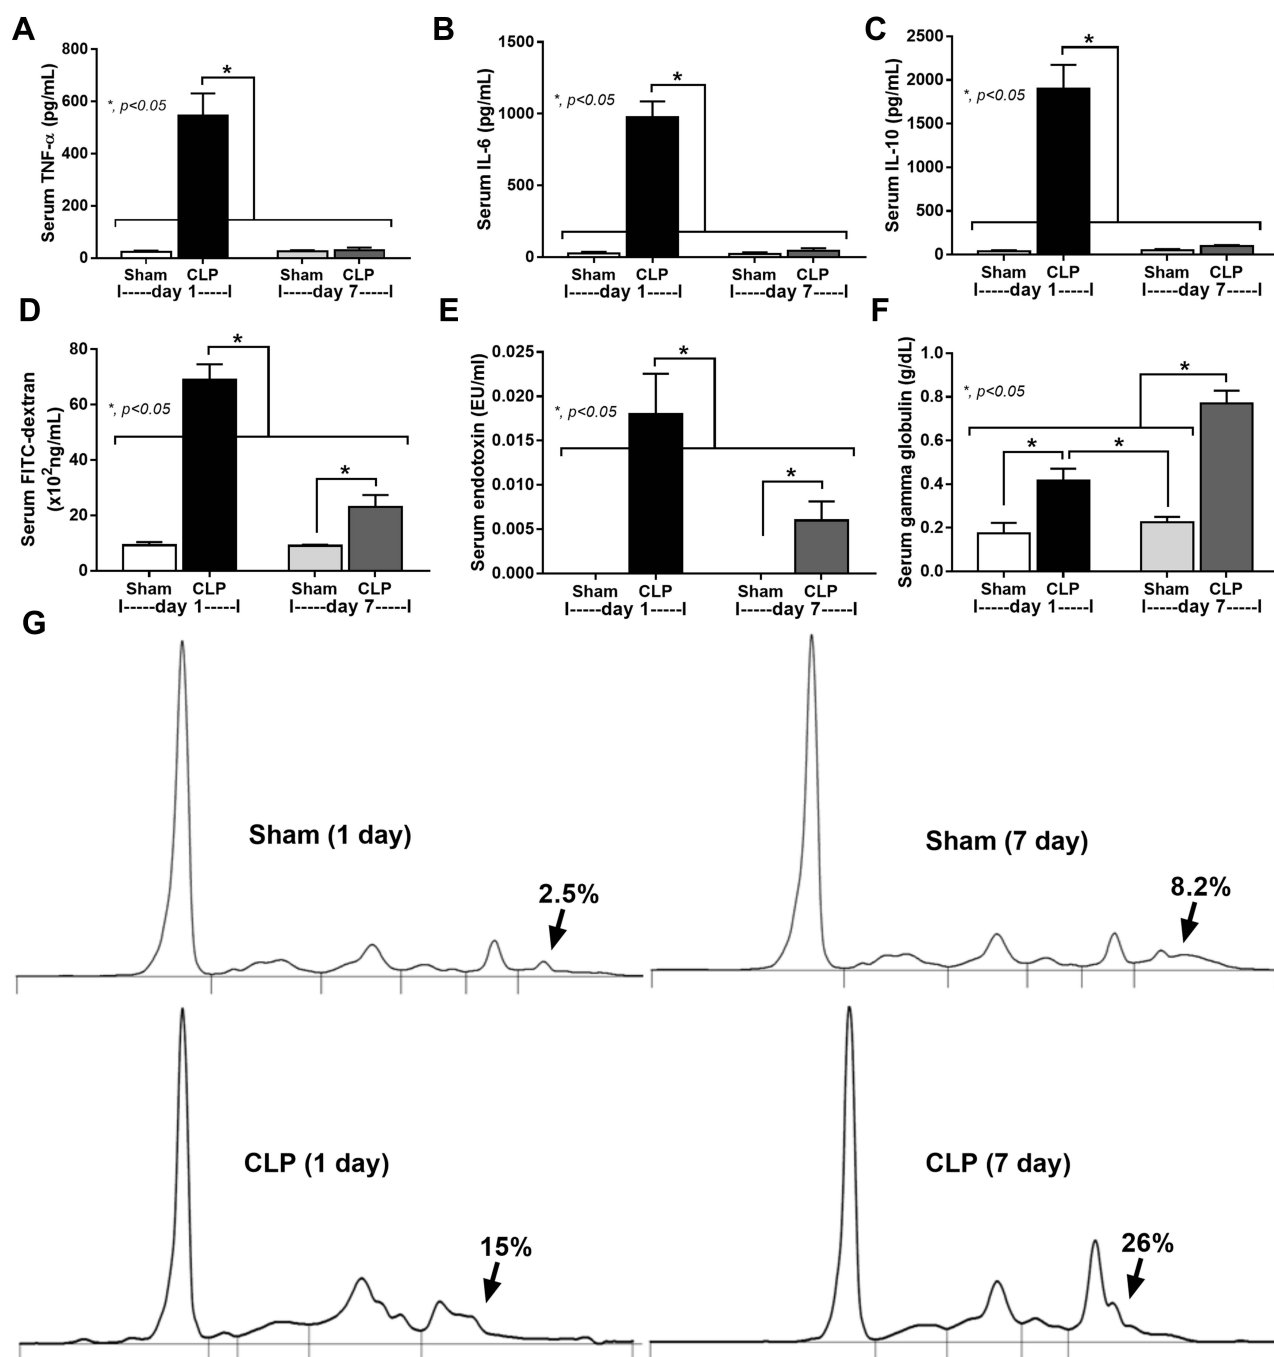 A
Serum TNF-α (pg/mL)
800
600
400
200
0
*, p<0.05
*
Sham CLP Sham CLP
I-----day 1-----I I-----day 7-----I
B
Serum IL-6 (pg/mL)
1500
1000
500
0
*, p<0.05
*
Sham CLP Sham CLP
I-----day 1-----I I-----day 7-----I
C
Serum IL-10 (pg/mL)
2500
2000
1500
1000
500
0
*, p<0.05
*
Sham CLP Sham CLP
I-----day 1-----I I-----day 7-----I
D
Serum FITC-dextran
(x10²ng/mL)
80
60
40
20
0
*, p<0.05
*
*
Sham CLP Sham CLP
I-----day 1-----I I-----day 7-----I
E
Serum endotoxin (EU/ml)
0.025
0.020
0.015
0.010
0.005
0.000
*, p<0.05
*
*
Sham CLP Sham CLP
I-----day 1-----I I-----day 7-----I
F
Serum gamma globulin (g/dL)
1.0
0.8
0.6
0.4
0.2
0.0
*, p<0.05
*
*
*
Sham CLP Sham CLP
I-----day 1-----I I-----day 7-----I
G
Sham (1 day)
2.5%
Sham (7 day)
8.2%
CLP (1 day)
15%
CLP (7 day)
26%